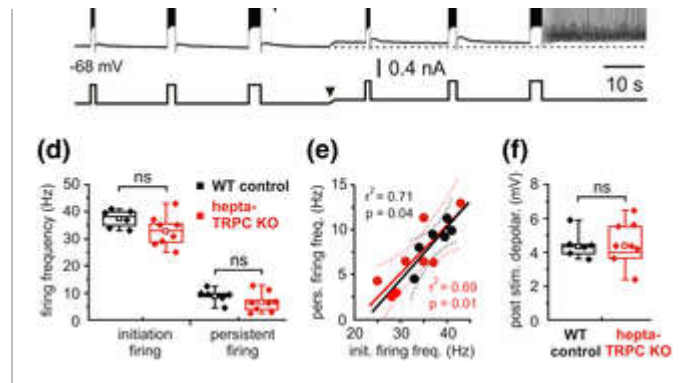 -68 mV
0.4 nA
10 s
(d)
(e)
(f)
firing frequency (Hz)
50
40
30
20
10
0
ns
ns
WT control
hepta-
TRPC KO
initiation
firing
persistent
firing
pers. firing freq. (Hz)
15
10
5
0
r² = 0.71
p = 0.04
r² = 0.69
p = 0.01
20 30 40
init. firing freq. (Hz)
post stim. depolar. (mV)
8
6
4
2
0
ns
WT
control
hepta-
TRPC KO